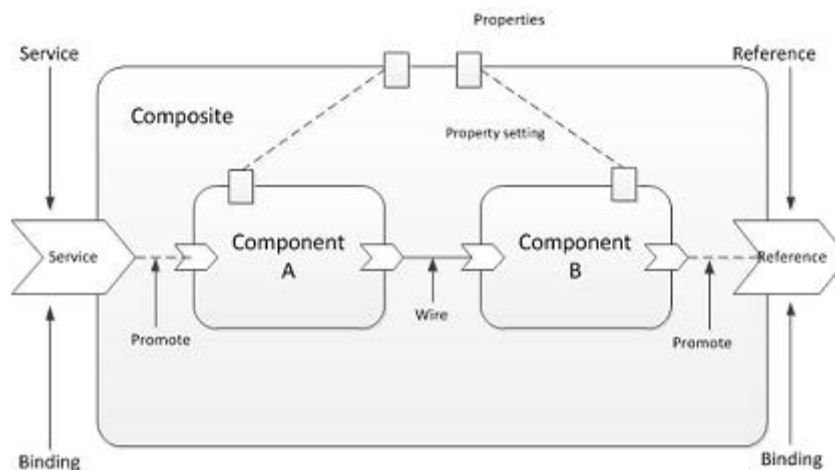 Properties
Service
Reference
Composite
Property setting
Component
A
Component
B
Service
Reference
Wire
Promote
Promote
Binding
Binding